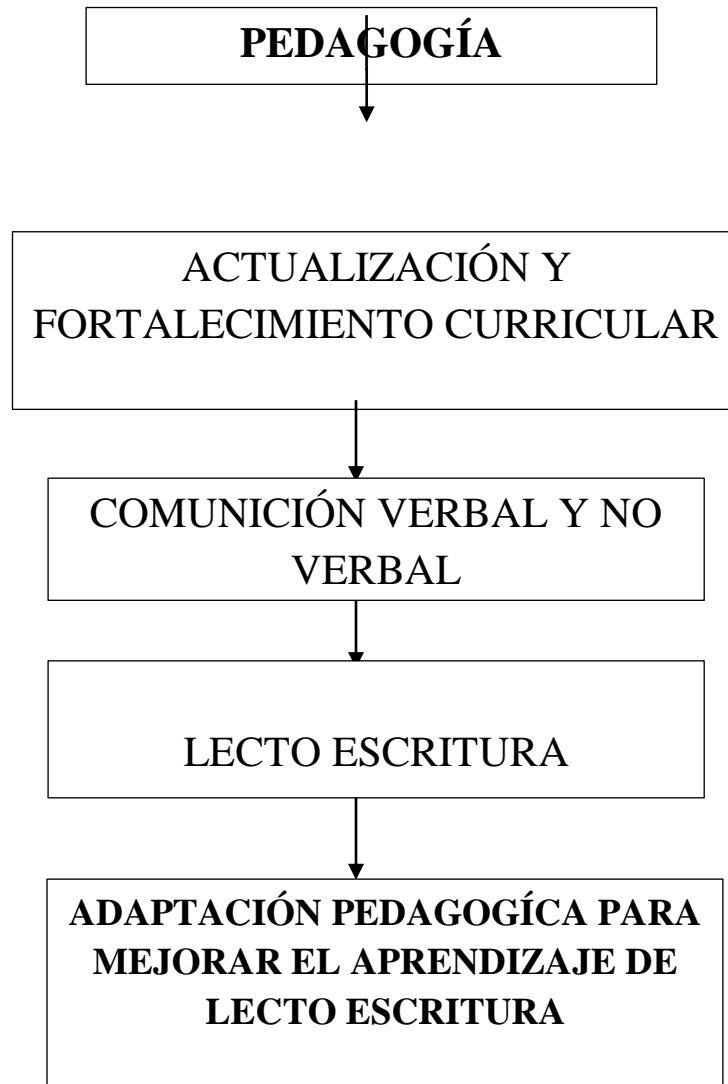 PEDAGOGÍA
ACTUALIZACIÓN Y
FORTALECIMIENTO CURRICULAR
COMUNICIÓN VERBAL Y NO
VERBAL
LECTO ESCRITURA
ADAPTACIÓN PEDAGOGÍCA PARA
MEJORAR EL APRENDIZAJE DE
LECTO ESCRITURA